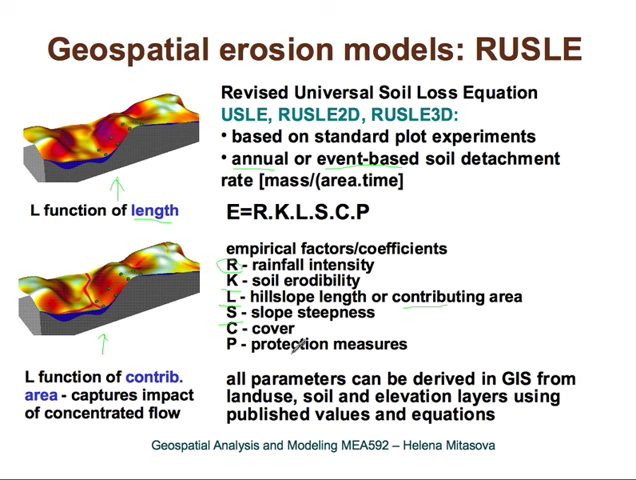 Geospatial erosion models: RUSLE
Revised Universal Soil Loss Equation
USLE, RUSLE2D, RUSLE3D:
• based on standard plot experiments
• annual or event-based soil detachment
rate [mass/(area.time]
L function of length
E=R.K.L.S.C.P
empirical factors/coefficients
R - rainfall intensity
K - soil erodibility
L - hillslope length or contributing area
S - slope steepness
C - cover
P - protection measures
L function of contrib.
area - captures impact
of concentrated flow
all parameters can be derived in GIS from
landuse, soil and elevation layers using
published values and equations
Geospatial Analysis and Modeling MEA592 – Helena Mitasova